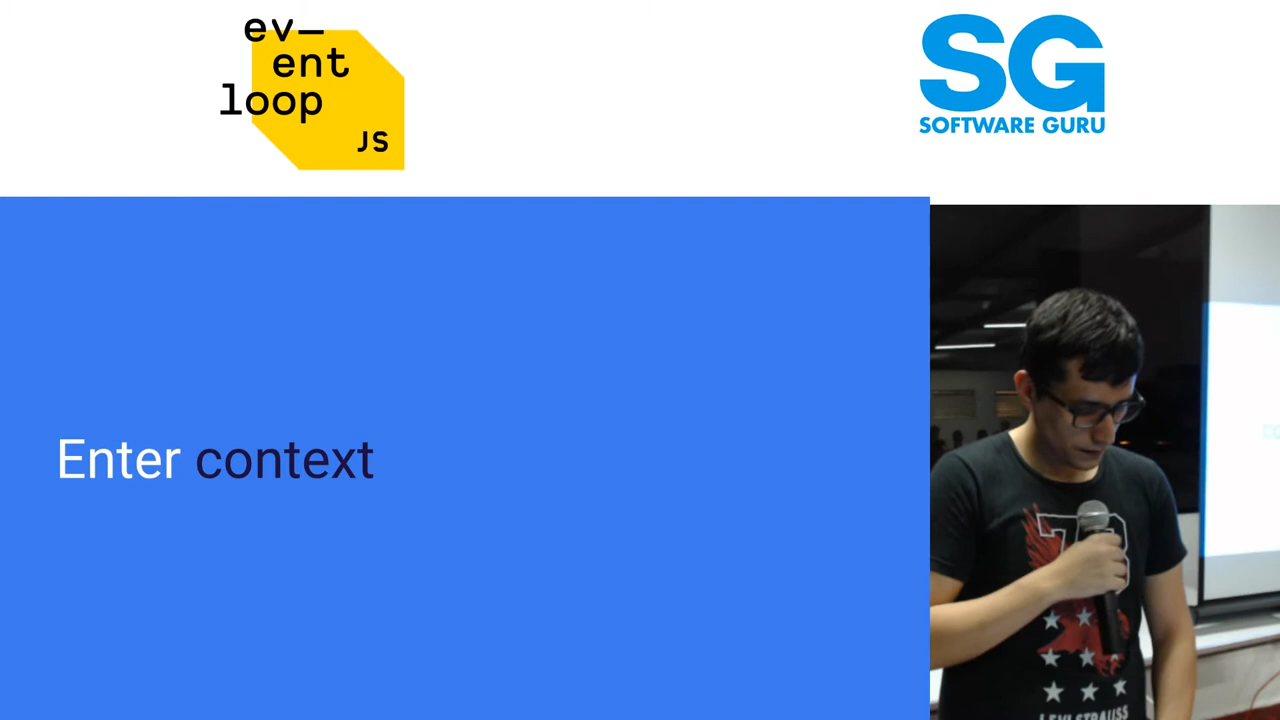 ev—
ent
loop
JS
SG
SOFTWARE GURU
Enter context
LEVI STRAUSS